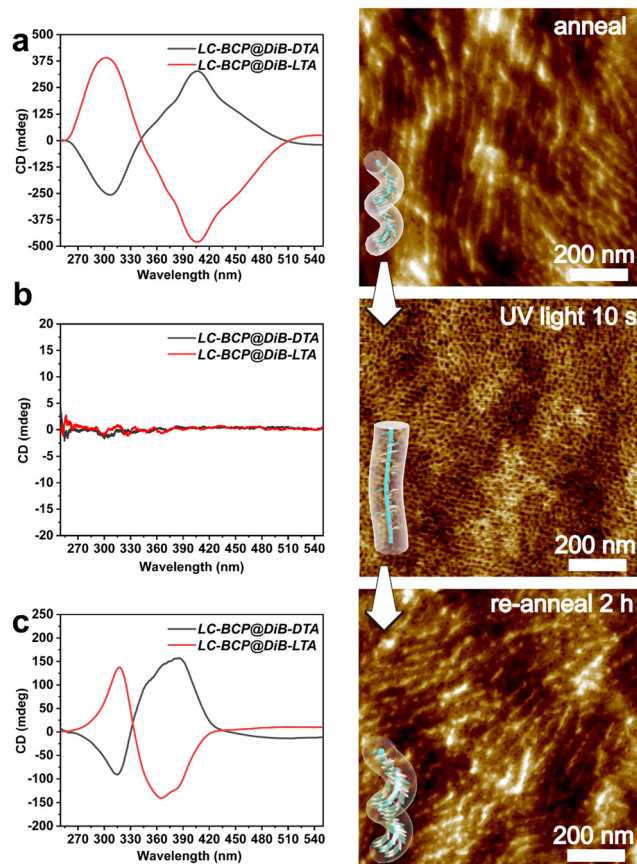 a
500
375
250
125
0
-250
-375
-500
CD (mdeg)
LC-BCP@DiB-DTA
LC-BCP@DiB-LTA
270 300 330 360 390 420 450 480 510 540
Wavelength (nm)
anneal
200 nm
b
20
15
10
5
0
-5
-10
-15
-20
CD (mdeg)
LC-BCP@DiB-DTA
LC-BCP@DiB-LTA
270 300 330 360 390 420 450 480 510 540
Wavelength (nm)
UV light 10 s
200 nm
c
250
200
150
100
50
0
-50
-100
-150
-200
CD (mdeg)
LC-BCP@DiB-DTA
LC-BCP@DiB-LTA
270 300 330 360 390 420 450 480 510 540
Wavelength (nm)
re-anneal 2 h
200 nm